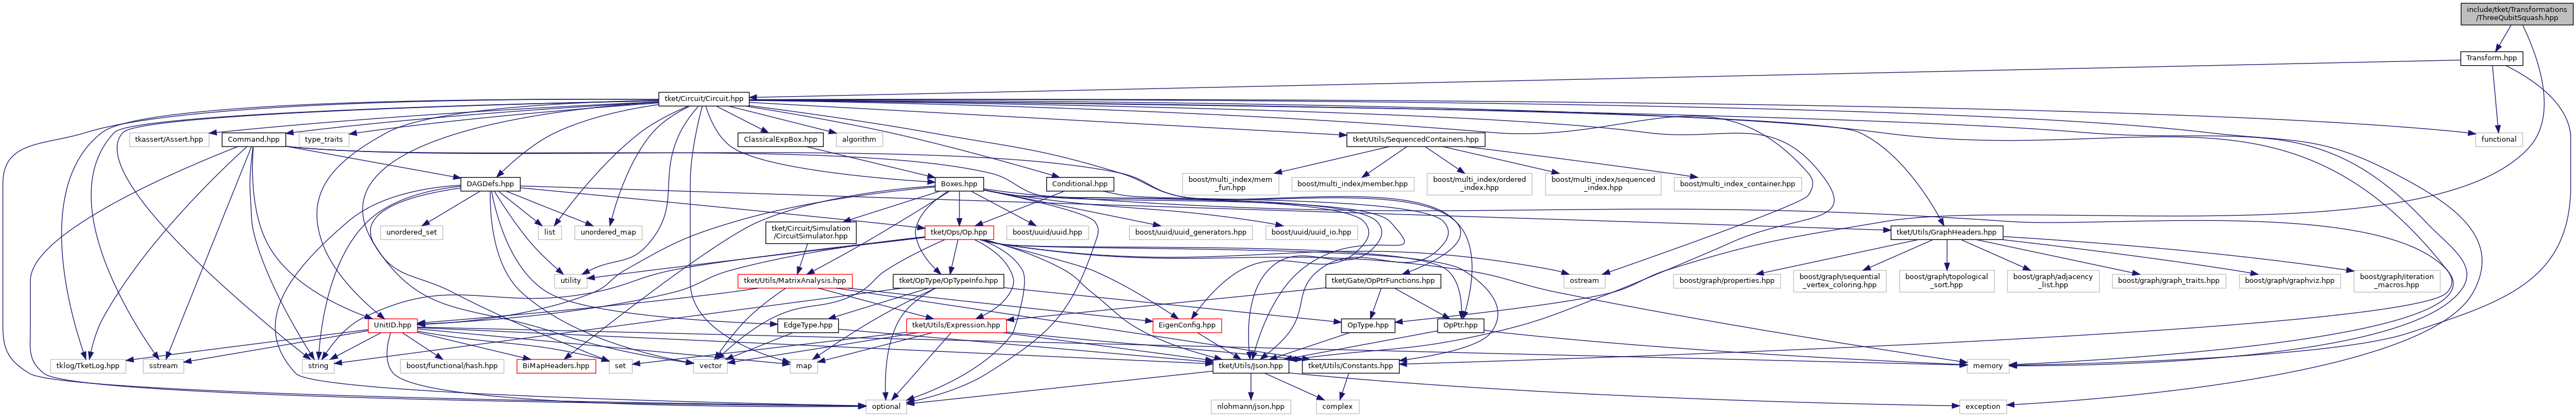 include/tket/Transformations
/ThreeQubitSquash.hpp
Transform.hpp
tket/Circuit/Circuit.hpp
tkassert/Assert.hpp
Command.hpp
type_traits
ClassicalExpBox.hpp
algorithm
tket/Utils/SequencedContainers.hpp
functional
DAGDefs.hpp
Boxes.hpp
Conditional.hpp
boost/multi_index/mem
_fun.hpp
boost/multi_index/member.hpp
boost/multi_index/ordered
_index.hpp
boost/multi_index/sequenced
_index.hpp
boost/multi_index_container.hpp
unordered_set
list
unordered_map
tket/Circuit/Simulation
/CircuitSimulator.hpp
tket/Ops/Op.hpp
boost/uuid/uuid.hpp
boost/uuid/uuid_generators.hpp
boost/uuid/uuid_io.hpp
tket/Utils/GraphHeaders.hpp
utility
tket/Utils/MatrixAnalysis.hpp
tket/OpType/OpTypeInfo.hpp
tket/Gate/OpPtrFunctions.hpp
ostream
boost/graph/properties.hpp
boost/graph/sequential
_vertex_coloring.hpp
boost/graph/topological
_sort.hpp
boost/graph/adjacency
_list.hpp
boost/graph/graph_traits.hpp
boost/graph/graphviz.hpp
boost/graph/iteration
_macros.hpp
UnitID.hpp
EdgeType.hpp
tket/Utils/Expression.hpp
EigenConfig.hpp
OpType.hpp
OpPtr.hpp
tklog/TketLog.hpp
sstream
string
boost/functional/hash.hpp
BiMapHeaders.hpp
set
vector
map
tket/Utils/Json.hpp
tket/Utils/Constants.hpp
memory
optional
nlohmann/json.hpp
complex
exception